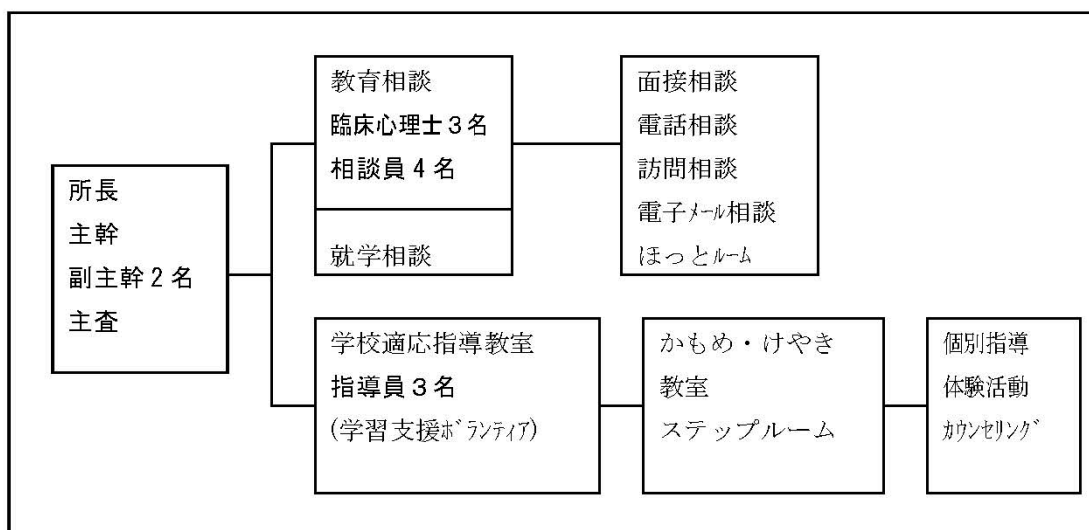 所長
主幹
副主幹2名
主査
教育相談
臨床心理士3名
相談員4名
就学相談
面接相談
電話相談
訪問相談
電子ﾒｰﾙ相談
ほっとﾙｰﾑ
学校適応指導教室
指導員3名
(学習支援ﾎﾞﾗﾝﾃｨｱ)
かもめ・けやき
教室
ステップルーム
個別指導
体験活動
ｶｳﾝｾﾘﾝｸﾞ